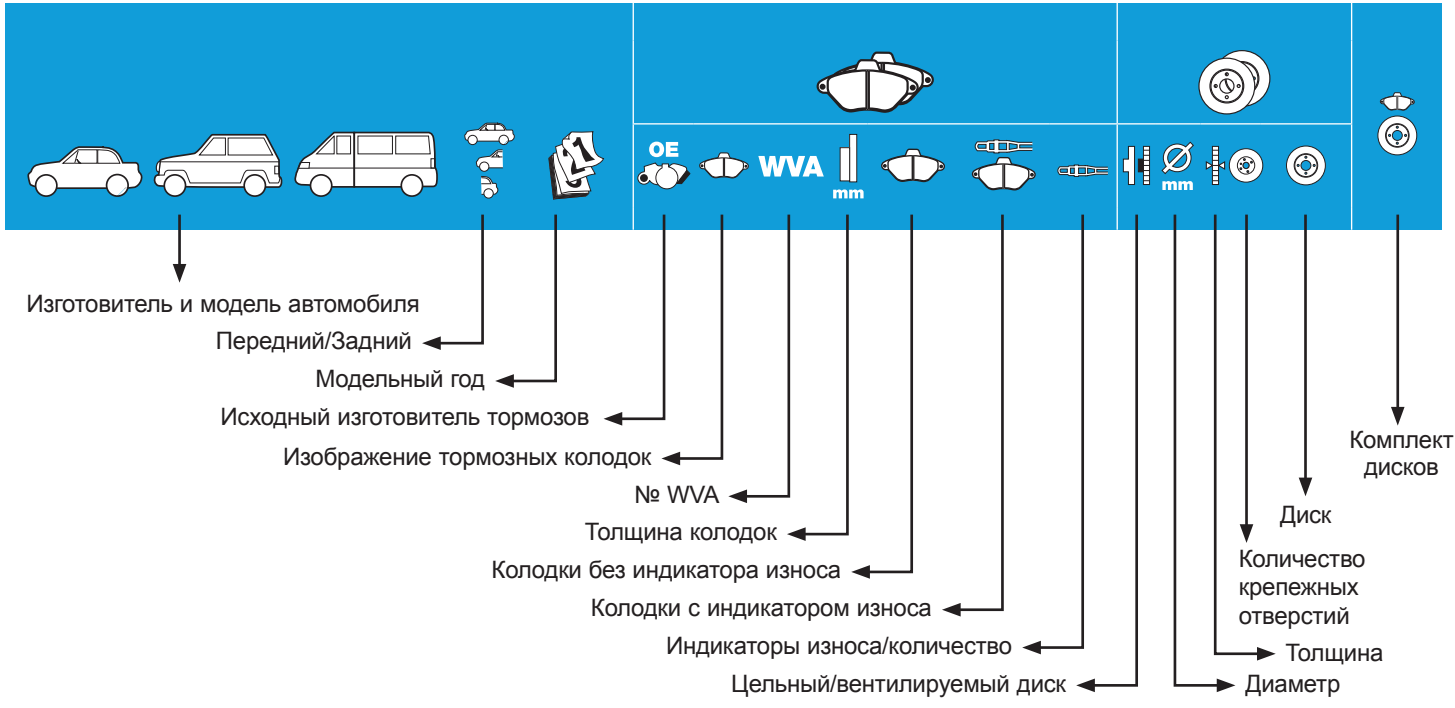 OE
WVA
mm
mm
Изготовитель и модель автомобиля
Передний/Задний
Модельный год
Исходный изготовитель тормозов
Изображение тормозных колодок
№ WVA
Толщина колодок
Колодки без индикатора износа
Колодки с индикатором износа
Индикаторы износа/количество
Цельный/вентилируемый диск
Комплект
дисков
Диск
Количество
крепежных
отверстий
Толщина
Диаметр